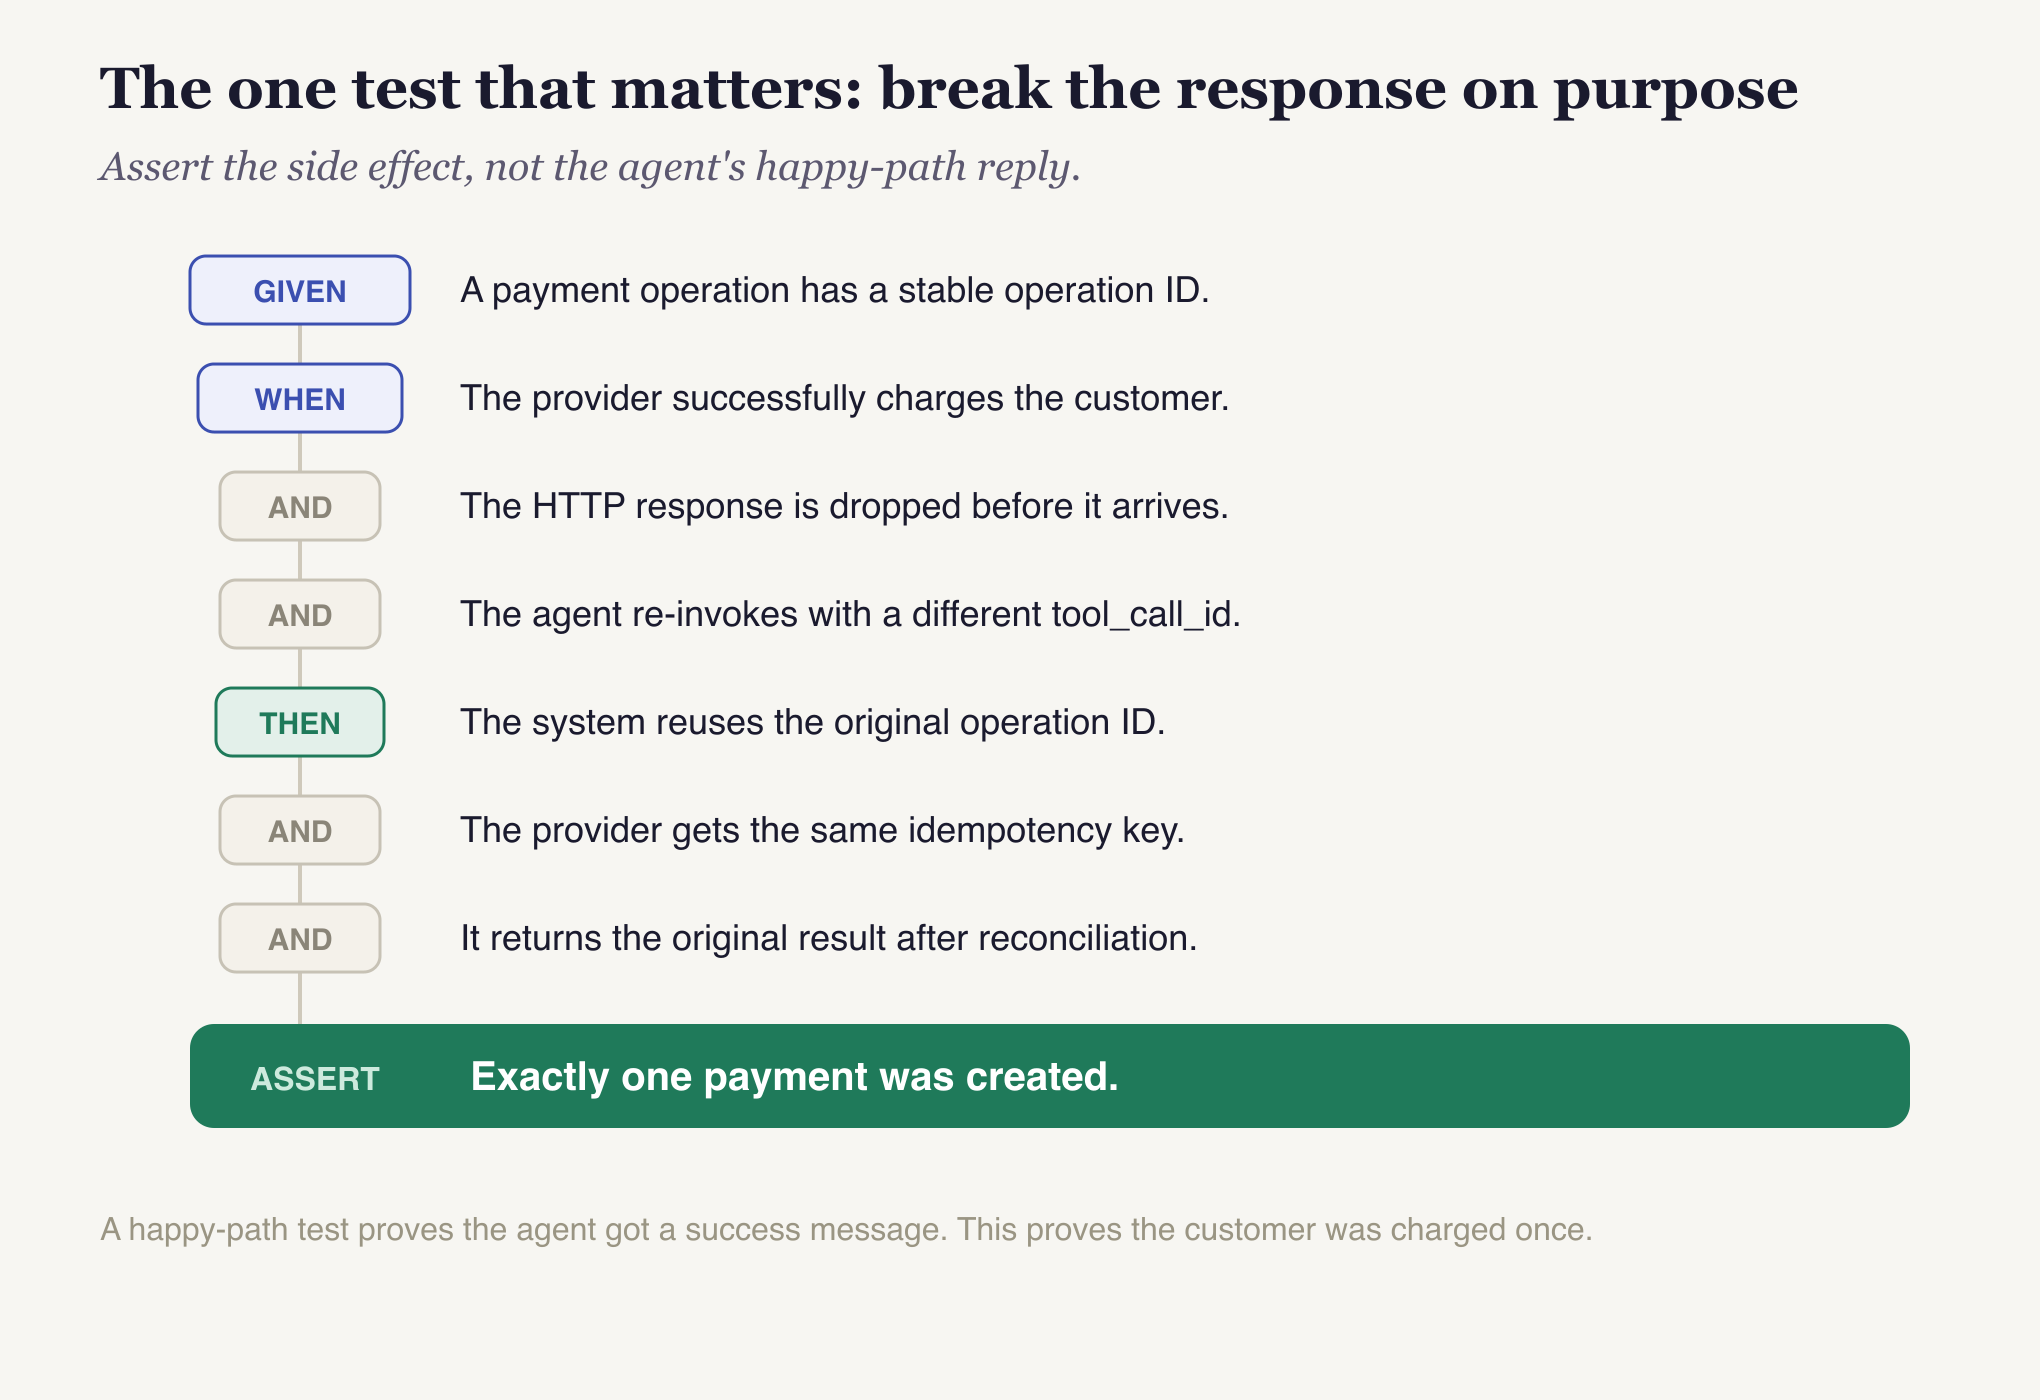 The one test that matters: break the response on purpose
Assert the side effect, not the agent's happy-path reply.
GIVEN A payment operation has a stable operation ID.
WHEN The provider successfully charges the customer.
AND The HTTP response is dropped before it arrives.
AND The agent re-invokes with a different tool_call_id.
THEN The system reuses the original operation ID.
AND The provider gets the same idempotency key.
AND It returns the original result after reconciliation.
ASSERT Exactly one payment was created.
A happy-path test proves the agent got a success message. This proves the customer was charged once.